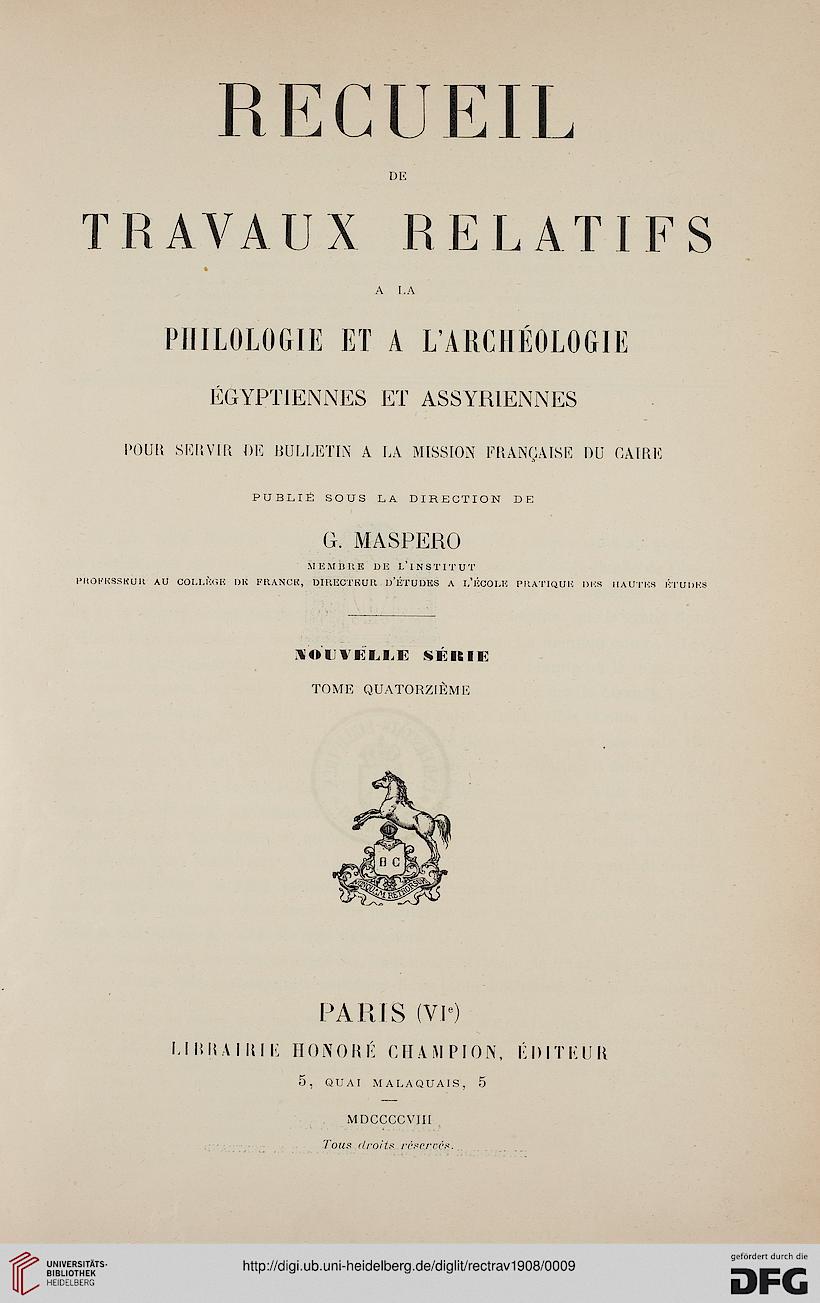 RECUEIL
DE
TRAVAUX RELATIFS
A LA
PHILOLOGIE ET A L'ARCHÉOLOGIE
ÉGYPTIENNES ET ASSYRIENNES
POUR SERVIR DE BULLETIN A LA MISSION FRANÇAISE DU CAIRE
PUBLIÉ SOUS LA DIRECTION DE
G. MASPERO
MEMBRE DE L'INSTITUT
PROFESSEUR AU COLLÈGE DE FRANCE, DIRECTEUR D'ÉTUDES A L'ÉCOLE PRATIQUE DES HAUTES ÉTUDES
NOUVELLE SÉRIE
TOME QUATORZIÈME
B C
PARIS (VIe)
LIBRAIRIE HONORÉ CHAMPION, ÉDITEUR
5, QUAI MALAQUAIS, 5
MDCCCCVIII
Tous droits réservés.
UNIVERSITÄTS-
BIBLIOTHEK
HEIDELBERG
http://digi.ub.uni-heidelberg.de/diglit/rectrav1908/0009
gefördert durch die
DFG